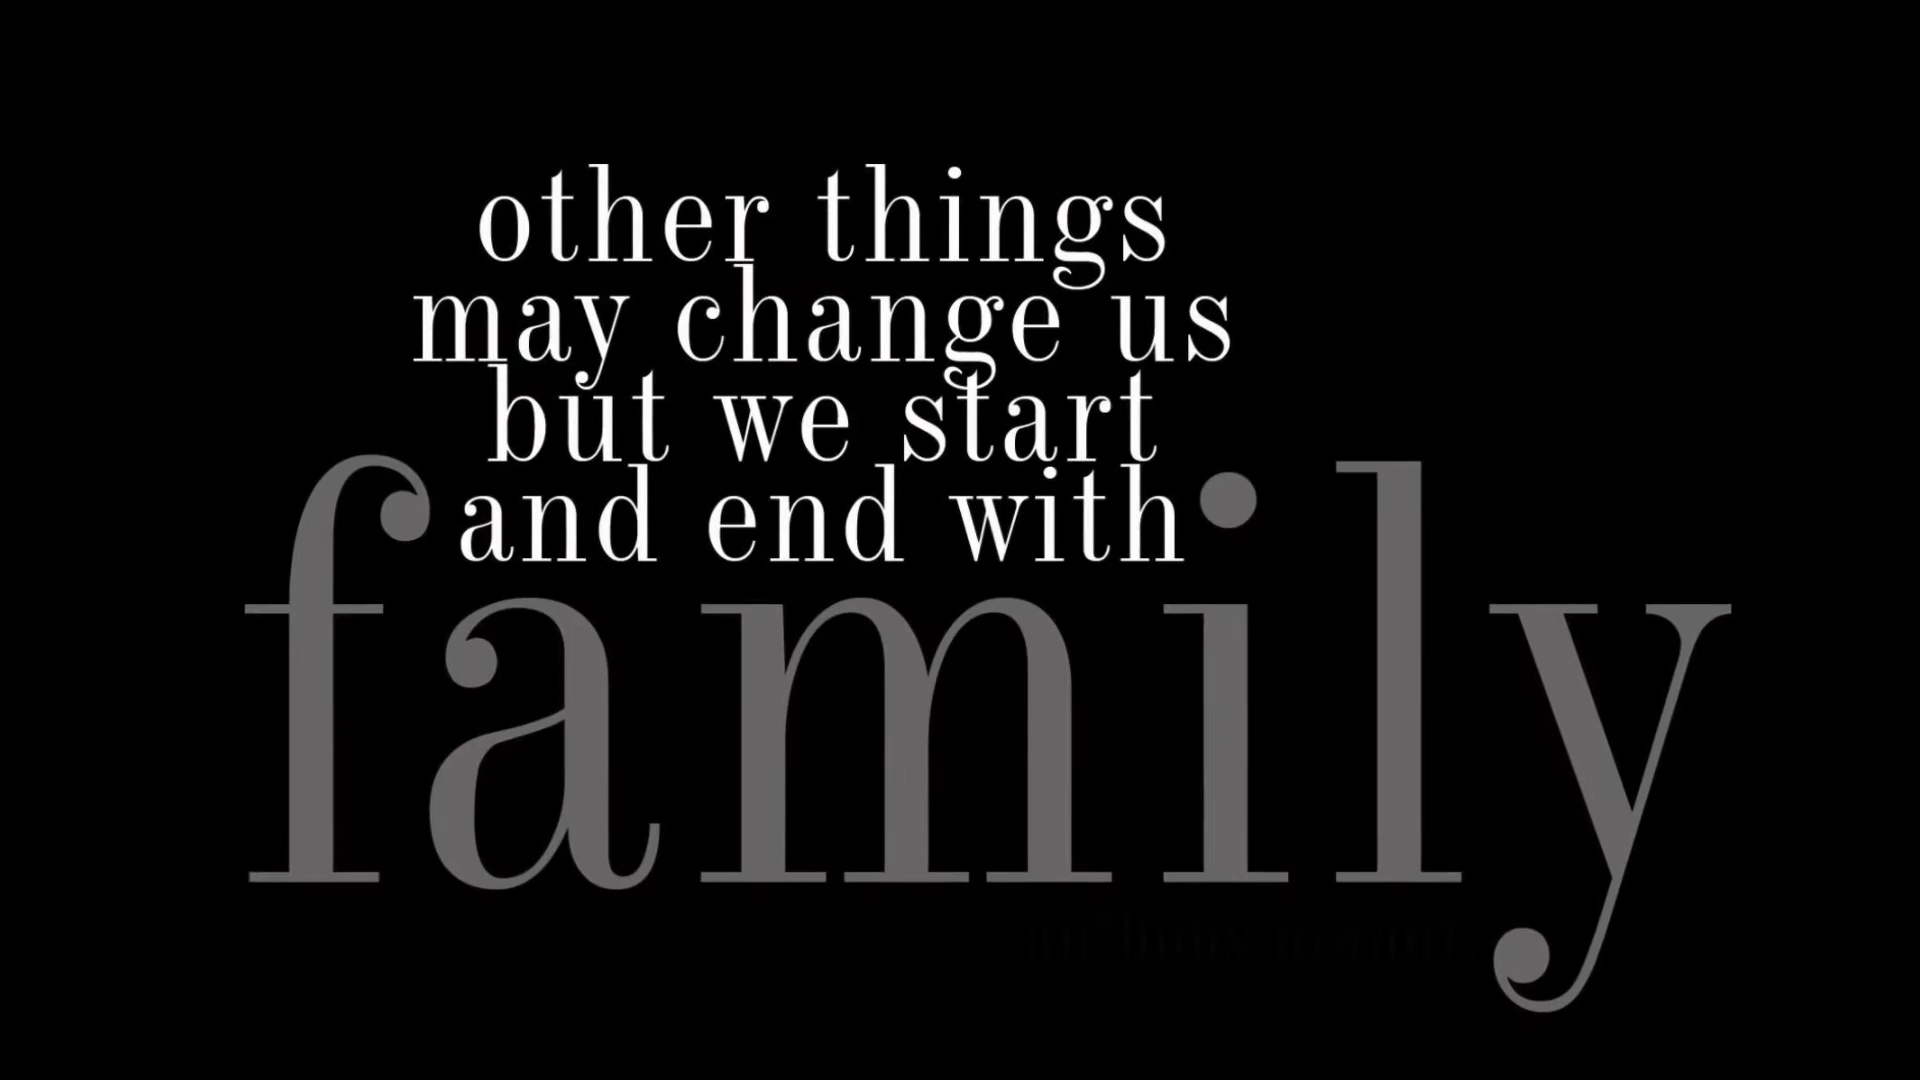 other things
may change us
but we start
and end with
family